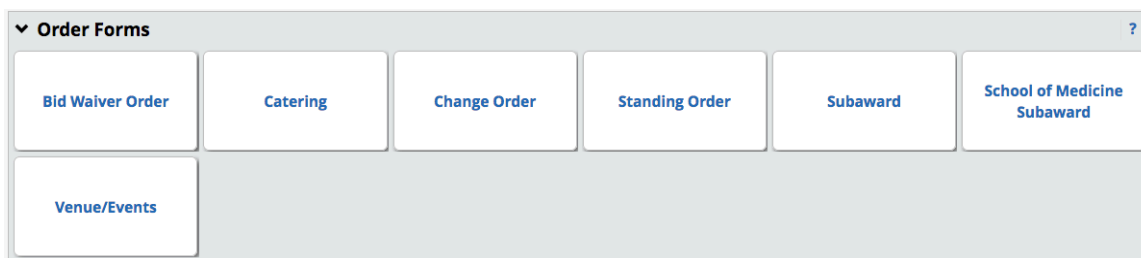 Order Forms
?
Bid Waiver Order
Catering
Change Order
Standing Order
Subaward
School of Medicine
Subaward
Venue/Events